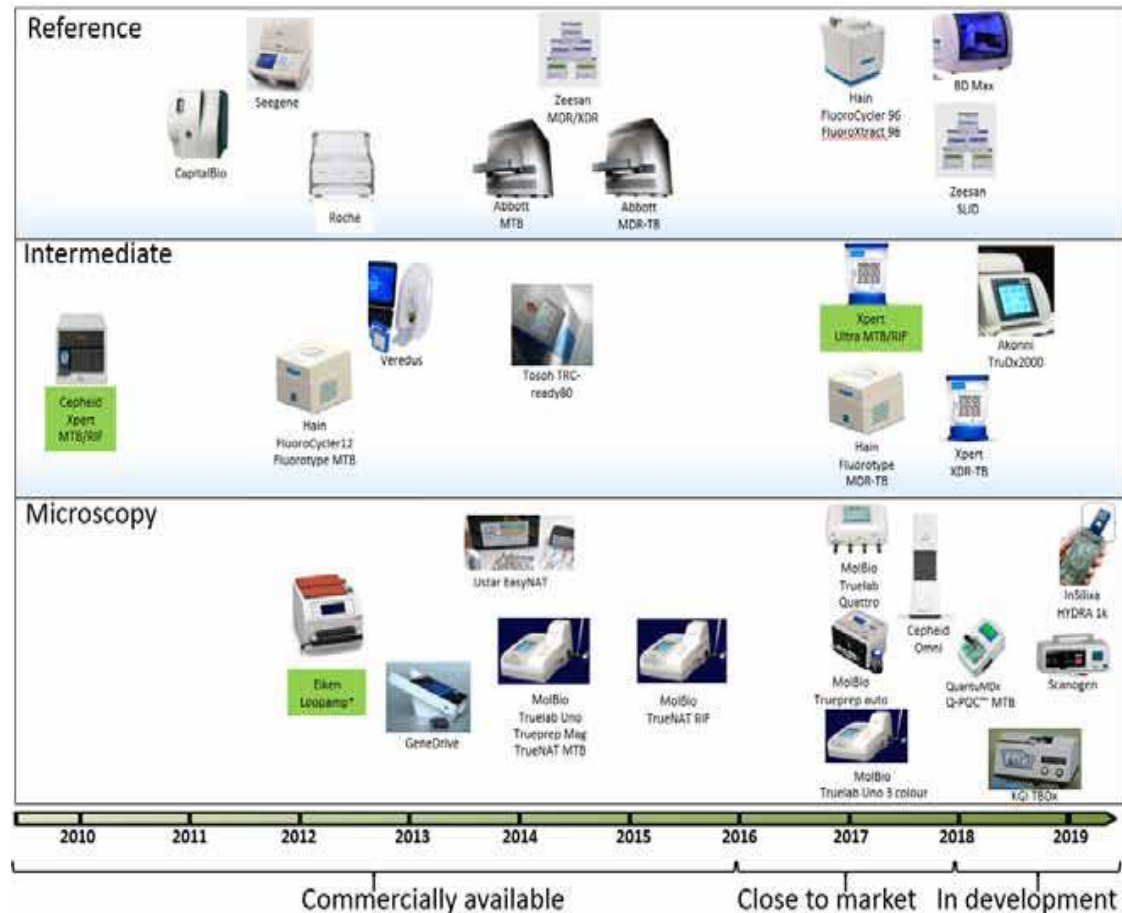 Reference
Seegene
CapitalBio
Roche
Zeesan
MDR/XDR
Abbott
MTB
Abbott
MDR-TB
Hain
FluoroCycler 96
FluoroXtract 96
BD Max
Zeesan
SLID
Intermediate
Cepheid
Xpert
MTB/RIF
Hain
FluoroCycler12
Fluorotype MTB
Veredus
Tosoh TRC-
ready80
Xpert
Ultra MTB/RIF
Hain
Fluorotype
MDR-TB
Akonni
TruDx2000
Xpert
XDR-TB
Microscopy
Eiken
Loopamp*
Ustar EasyNAT
GeneDrive
MolBio
Truelab Uno
Trueprep Mag
TrueNAT MTB
MolBio
TrueNAT RIF
MolBio
Truelab
Quattro
MolBio
Trueprep auto
MolBio
Truelab Uno 3 colour
Cepheid
Omni
QuantuMDx
Q-POC™ MTB
InSilixa
HYDRA 1k
Scanogen
KGI TBDx
2010 2011 2012 2013 2014 2015 2016 2017 2018 2019
Commercially available Close to market In development